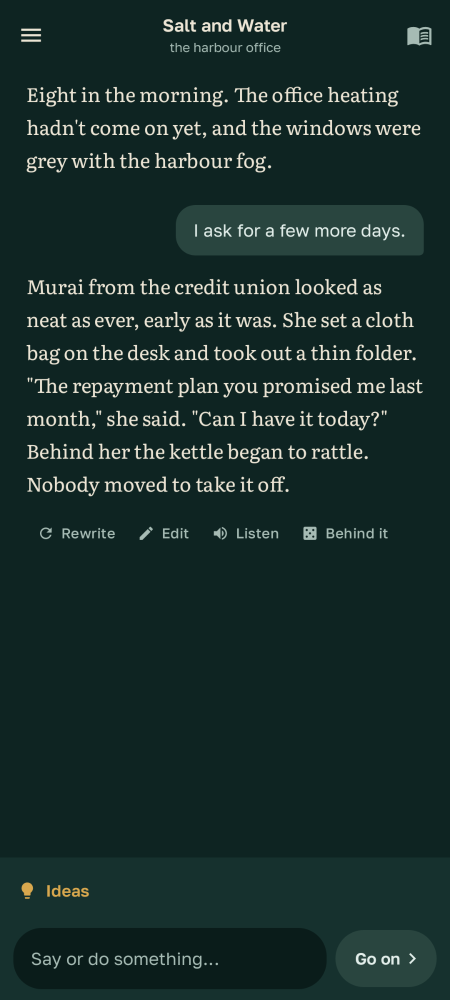 Salt and Water
the harbour office
Eight in the morning. The office heating
hadn't come on yet, and the windows were
grey with the harbour fog.
I ask for a few more days.
Murai from the credit union looked as
neat as ever, early as it was. She set a cloth
bag on the desk and took out a thin folder.
"The repayment plan you promised me last
month," she said. "Can I have it today?"
Behind her the kettle began to rattle.
Nobody moved to take it off.
Rewrite Edit Listen Behind it
Ideas
Say or do something...
Go on